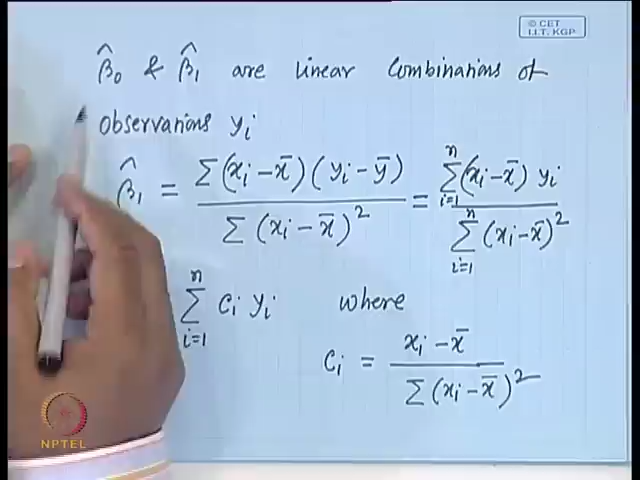 © CET
I.I.T. KGP
β̂₀ & β̂₁ are linear combinations of
observations yᵢ
β̂₁ = Σ(xᵢ-x̄)(yᵢ-ȳ) / Σ(xᵢ-x̄)² = Σᵢ₌₁ⁿ(xᵢ-x̄)yᵢ / Σᵢ₌₁ⁿ(xᵢ-x̄)²
Σᵢ₌₁ⁿ cᵢ yᵢ where
cᵢ = xᵢ-x̄ / Σ(xᵢ-x̄)²
NPTEL